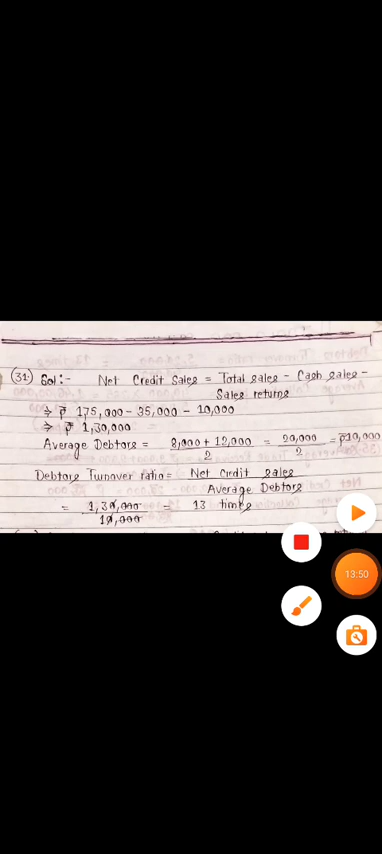 (31) Sol:- Net Credit Sales = Total sales - Cash sales -
Sales returns
⇒ ₹ 175,000 - 35,000 - 10,000
⇒ ₹ 1,30,000
Average Debtors = 8,000 + 12,000 / 2 = 20,000 / 2 = ₹10,000
Debtors Turnover ratio = Net Credit sales / Average Debtors
= 1,30,000 / 10,000 = 13 times
13:50